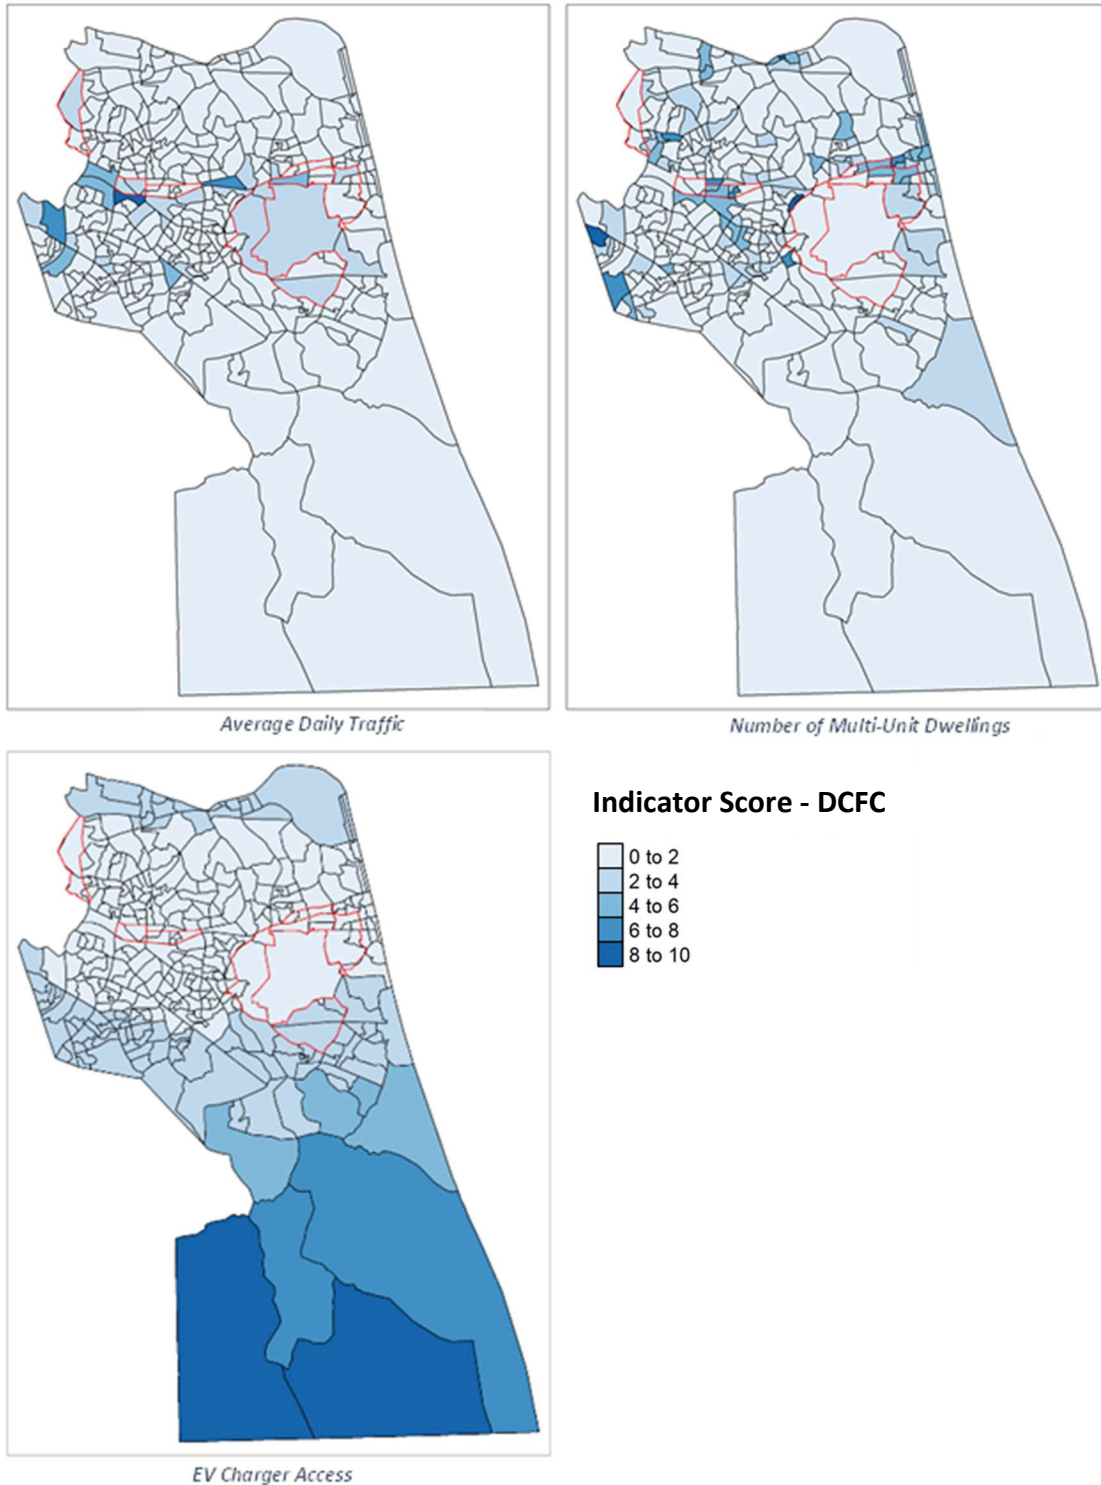 Average Daily Traffic
Number of Multi-Unit Dwellings
Indicator Score - DCFC
0 to 2
2 to 4
4 to 6
6 to 8
8 to 10
EV Charger Access